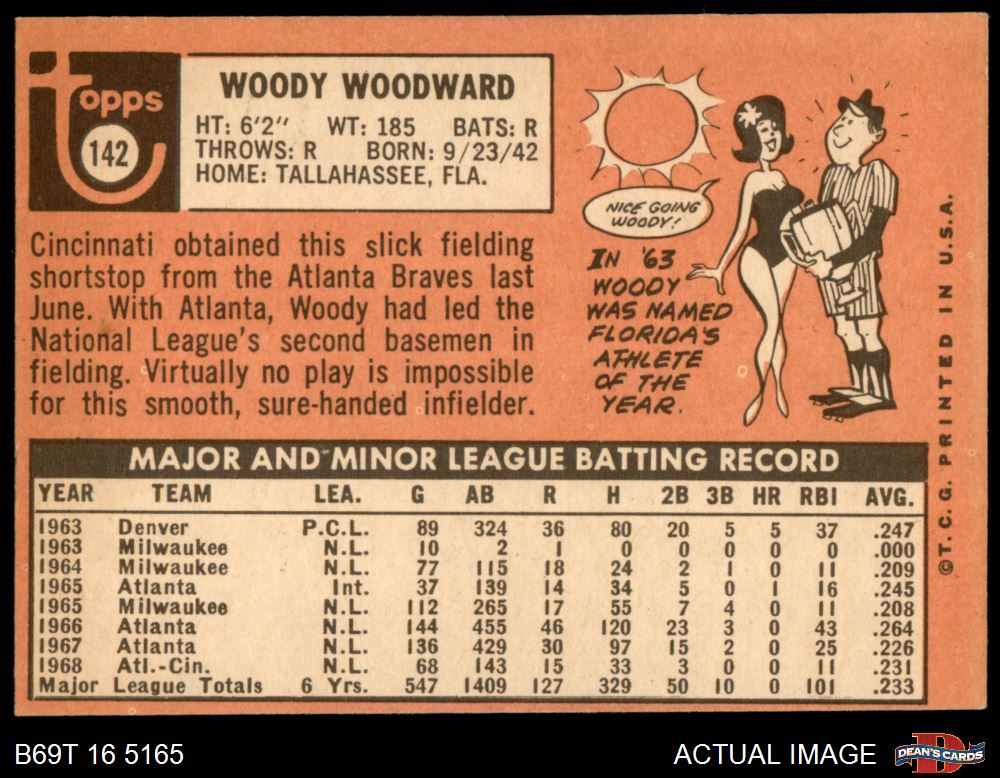 topps
142
WOODY WOODWARD
HT: 6'2" WT: 185 BATS: R
THROWS: R BORN: 9/23/42
HOME: TALLAHASSEE, FLA.
Cincinnati obtained this slick fielding
shortstop from the Atlanta Braves last
June. With Atlanta, Woody had led the
National League's second basemen in
fielding. Virtually no play is impossible
for this smooth, sure-handed infielder.
NICE GOING
WOODY!
IN '63
WOODY
WAS NAMED
FLORIDA'S
ATHLETE
OF THE
YEAR.
©T. C. G. PRINTED IN U.S.A.
MAJOR AND MINOR LEAGUE BATTING RECORD
YEAR TEAM LEA. G AB R H 2B 3B HR RBI AVG.
1963 Denver P.C.L. 89 324 36 80 20 5 5 37 .247
1963 Milwaukee N.L. 10 2 1 0 0 0 0 0 .000
1964 Milwaukee N.L. 77 115 18 24 2 1 0 11 .209
1965 Atlanta Int. 37 139 14 34 5 0 1 16 .245
1965 Milwaukee N.L. 112 265 17 55 7 4 0 11 .208
1966 Atlanta N.L. 144 455 46 120 23 3 0 43 .264
1967 Atlanta N.L. 136 429 30 97 15 2 0 25 .226
1968 Atl.-Cin. N.L. 68 143 15 33 3 0 0 11 .231
Major League Totals 6 Yrs. 547 1409 127 329 50 10 0 101 .233
B69T 16 5165
ACTUAL IMAGE
D
DEAN'S CARDS